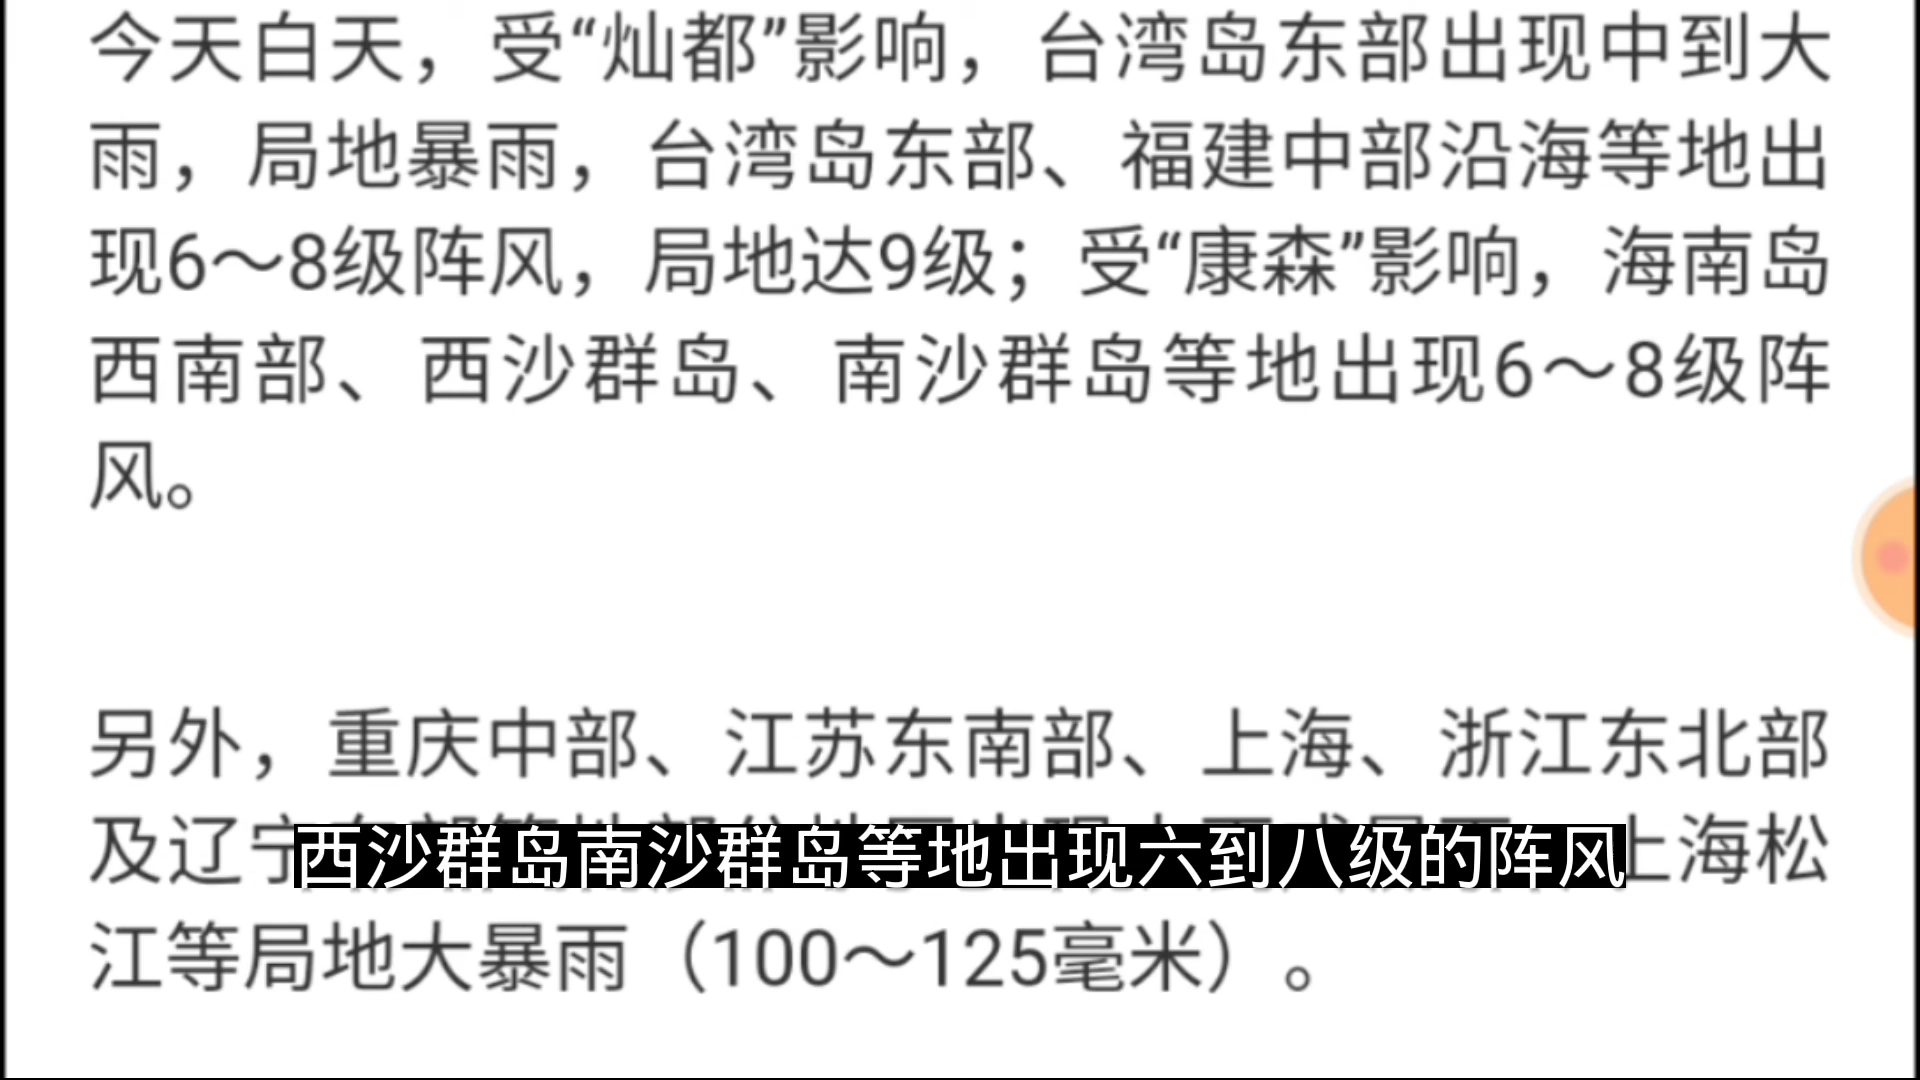 今天白天，受“灿都”影响，台湾岛东部出现中到大
雨，局地暴雨，台湾岛东部、福建中部沿海等地出
现6～8级阵风，局地达9级；受“康森”影响，海南岛
西南部、西沙群岛、南沙群岛等地出现6～8级阵
风。
另外，重庆中部、江苏东南部、上海、浙江东北部
及辽宁
上海松
西沙群岛南沙群岛等地出现六到八级的阵风
江等局地大暴雨（100～125毫米）。